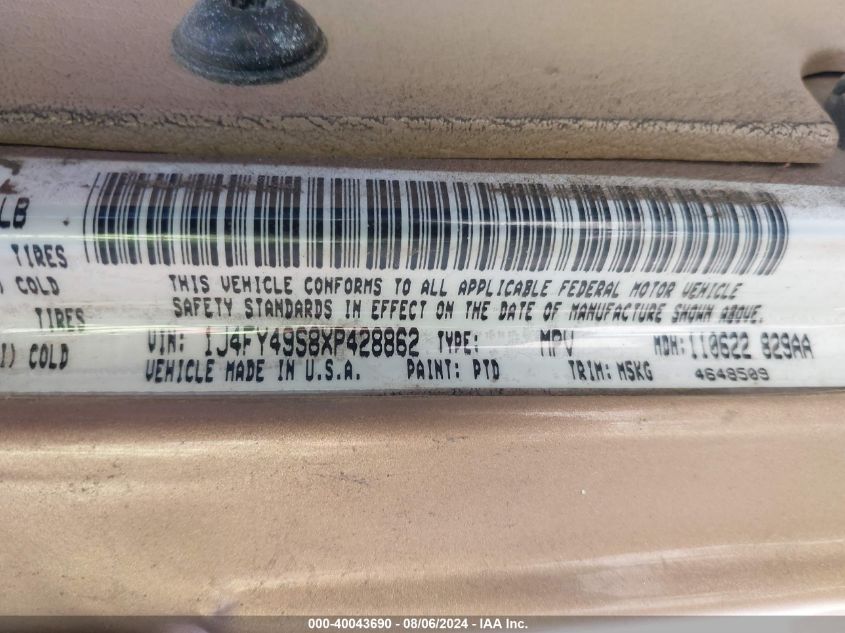 LB
TIRES
COLD
THIS VEHICLE CONFORMS TO ALL APPLICABLE FEDERAL MOTOR VEHICLE
TIRES
SAFETY STANDARDS IN EFFECT ON THE DATE OF MANUFACTURE SHOWN ABOVE.
I) COLD
VIN: 1J4FY49S8XP428862 TYPE: MPV MDH: 110622 829AA
VEHICLE MADE IN U.S.A. PAINT: PTD TRIM: MSKG 4648509
000-40043690 - 08/06/2024 - IAA Inc.